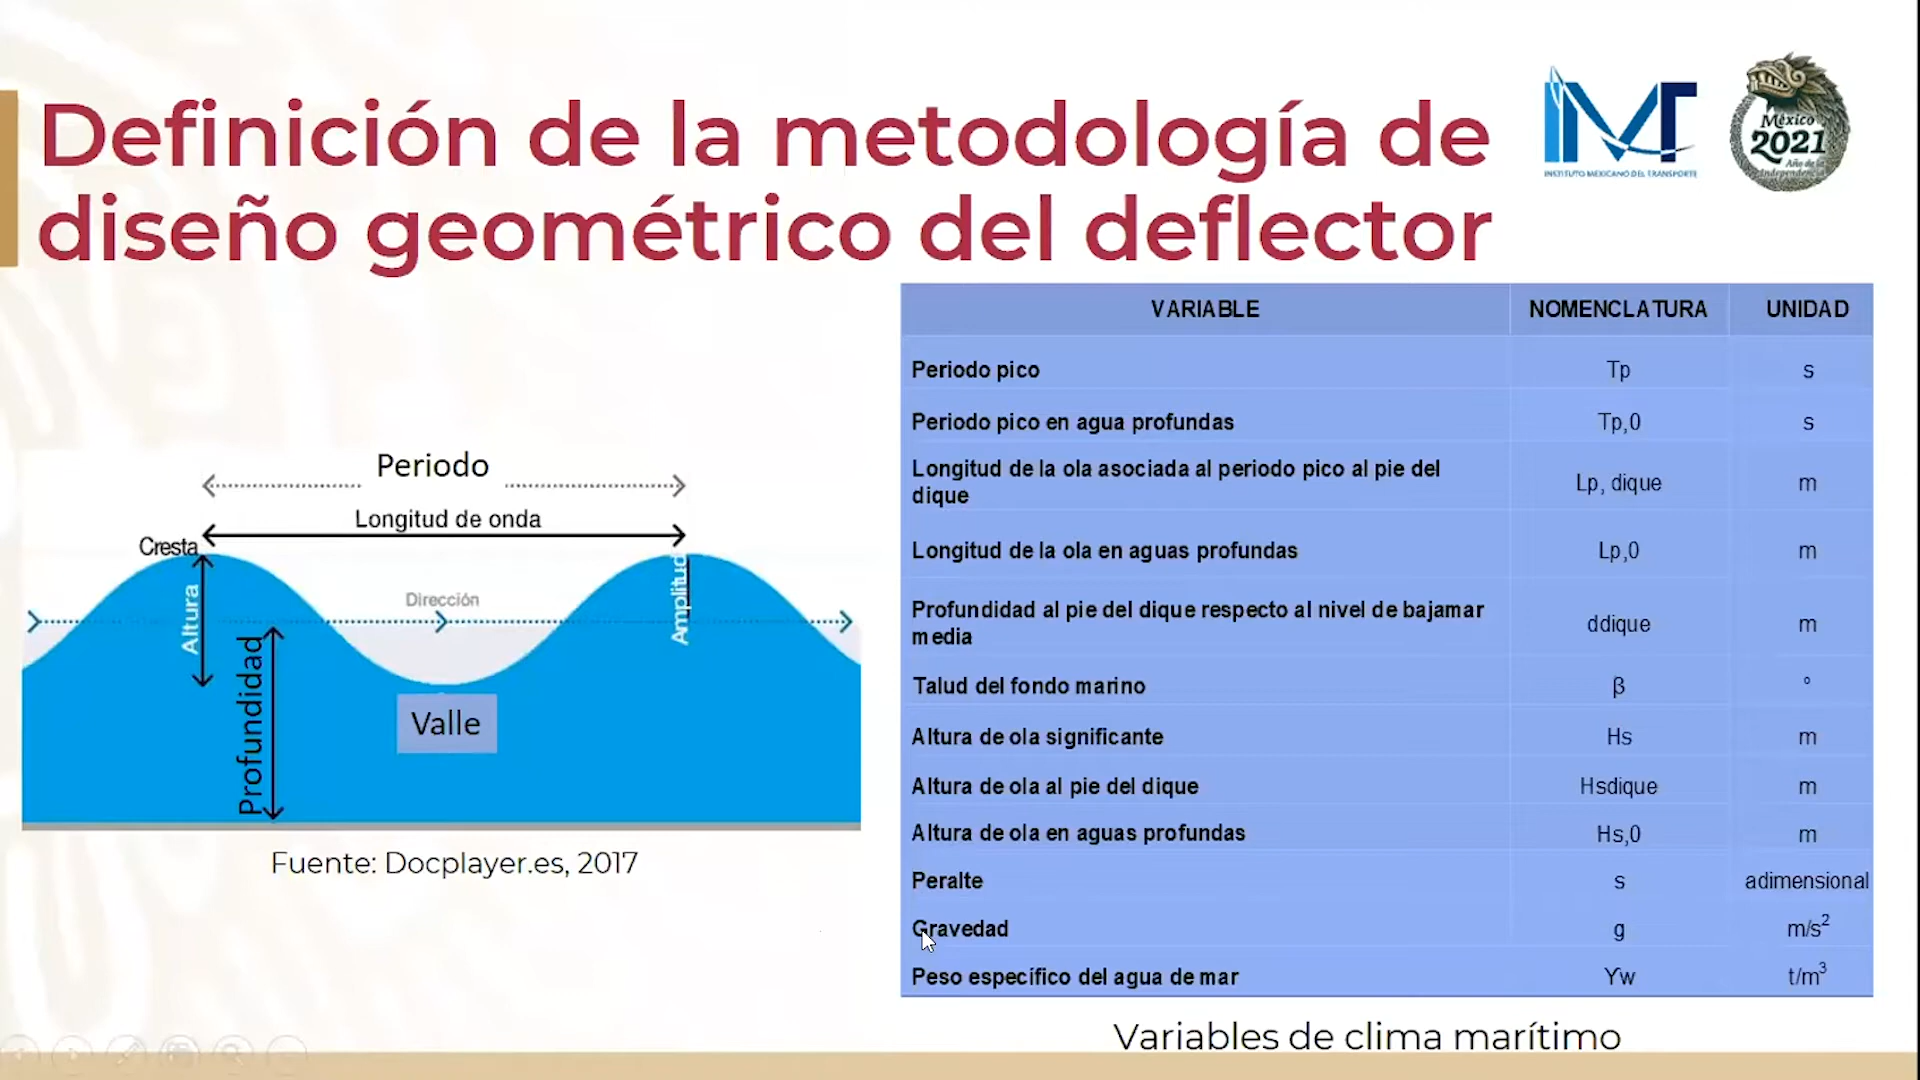 Definición de la metodología de
diseño geométrico del deflector
INSTITUTO MEXICANO DEL TRANSPORTE
México
2021
Año de la
Independencia
Periodo
Longitud de onda
Cresta
Altura
Dirección
Amplitud
Profundidad
Valle
Fuente: Docplayer.es, 2017
VARIABLE NOMENCLATURA UNIDAD
Periodo pico Tp s
Periodo pico en agua profundas Tp,0 s
Longitud de la ola asociada al periodo pico al pie del
dique Lp, dique m
Longitud de la ola en aguas profundas Lp,0 m
Profundidad al pie del dique respecto al nivel de bajamar
media ddique m
Talud del fondo marino β °
Altura de ola significante Hs m
Altura de ola al pie del dique Hsdique m
Altura de ola en aguas profundas Hs,0 m
Peralte s adimensional
Gravedad g m/s²
Peso específico del agua de mar Yw t/m³
Variables de clima marítimo